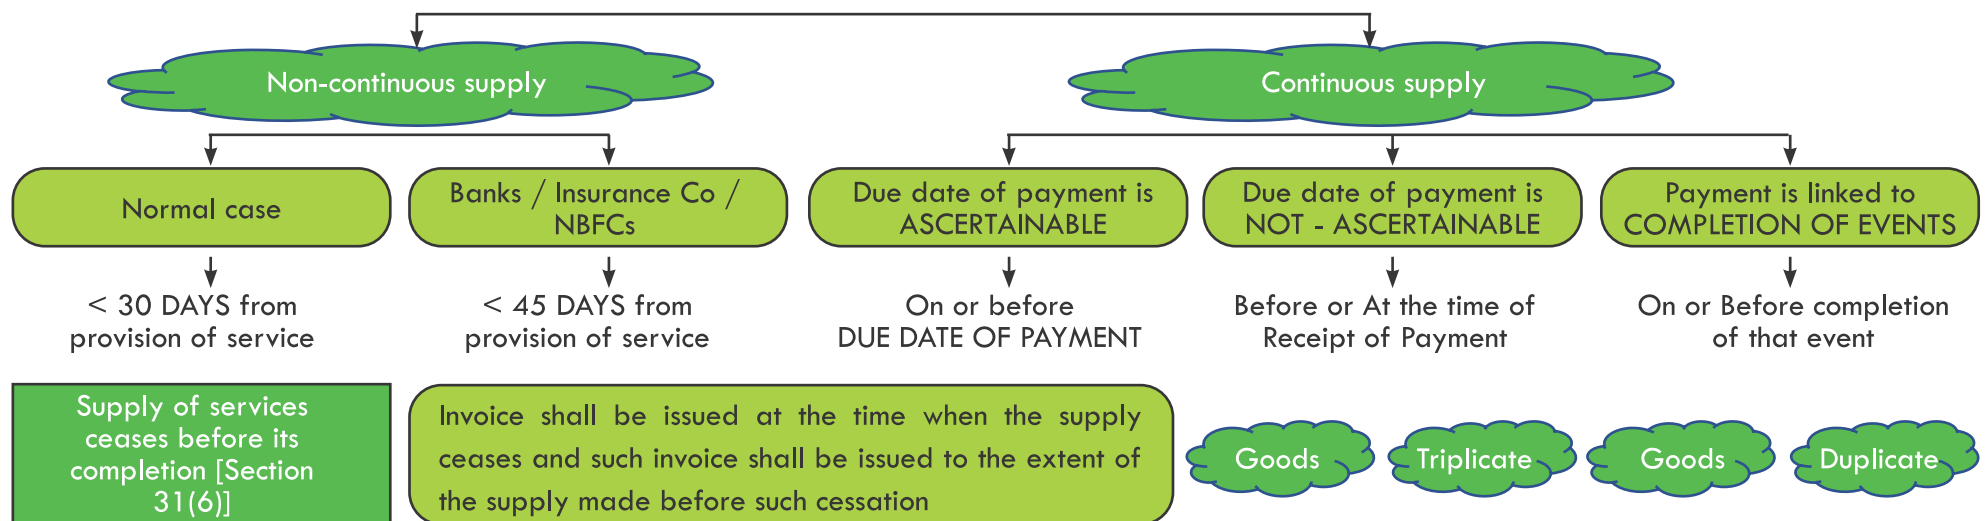 Non-continuous supply
Continuous supply
Normal case
Banks / Insurance Co /
NBFCs
Due date of payment is
ASCERTAINABLE
Due date of payment is
NOT - ASCERTAINABLE
Payment is linked to
COMPLETION OF EVENTS
< 30 DAYS from
provision of service
< 45 DAYS from
provision of service
On or before
DUE DATE OF PAYMENT
Before or At the time of
Receipt of Payment
On or Before completion
of that event
Supply of services
ceases before its
completion [Section
31(6)]
Invoice shall be issued at the time when the supply
ceases and such invoice shall be issued to the extent of
the supply made before such cessation
Goods
Triplicate
Goods
Duplicate